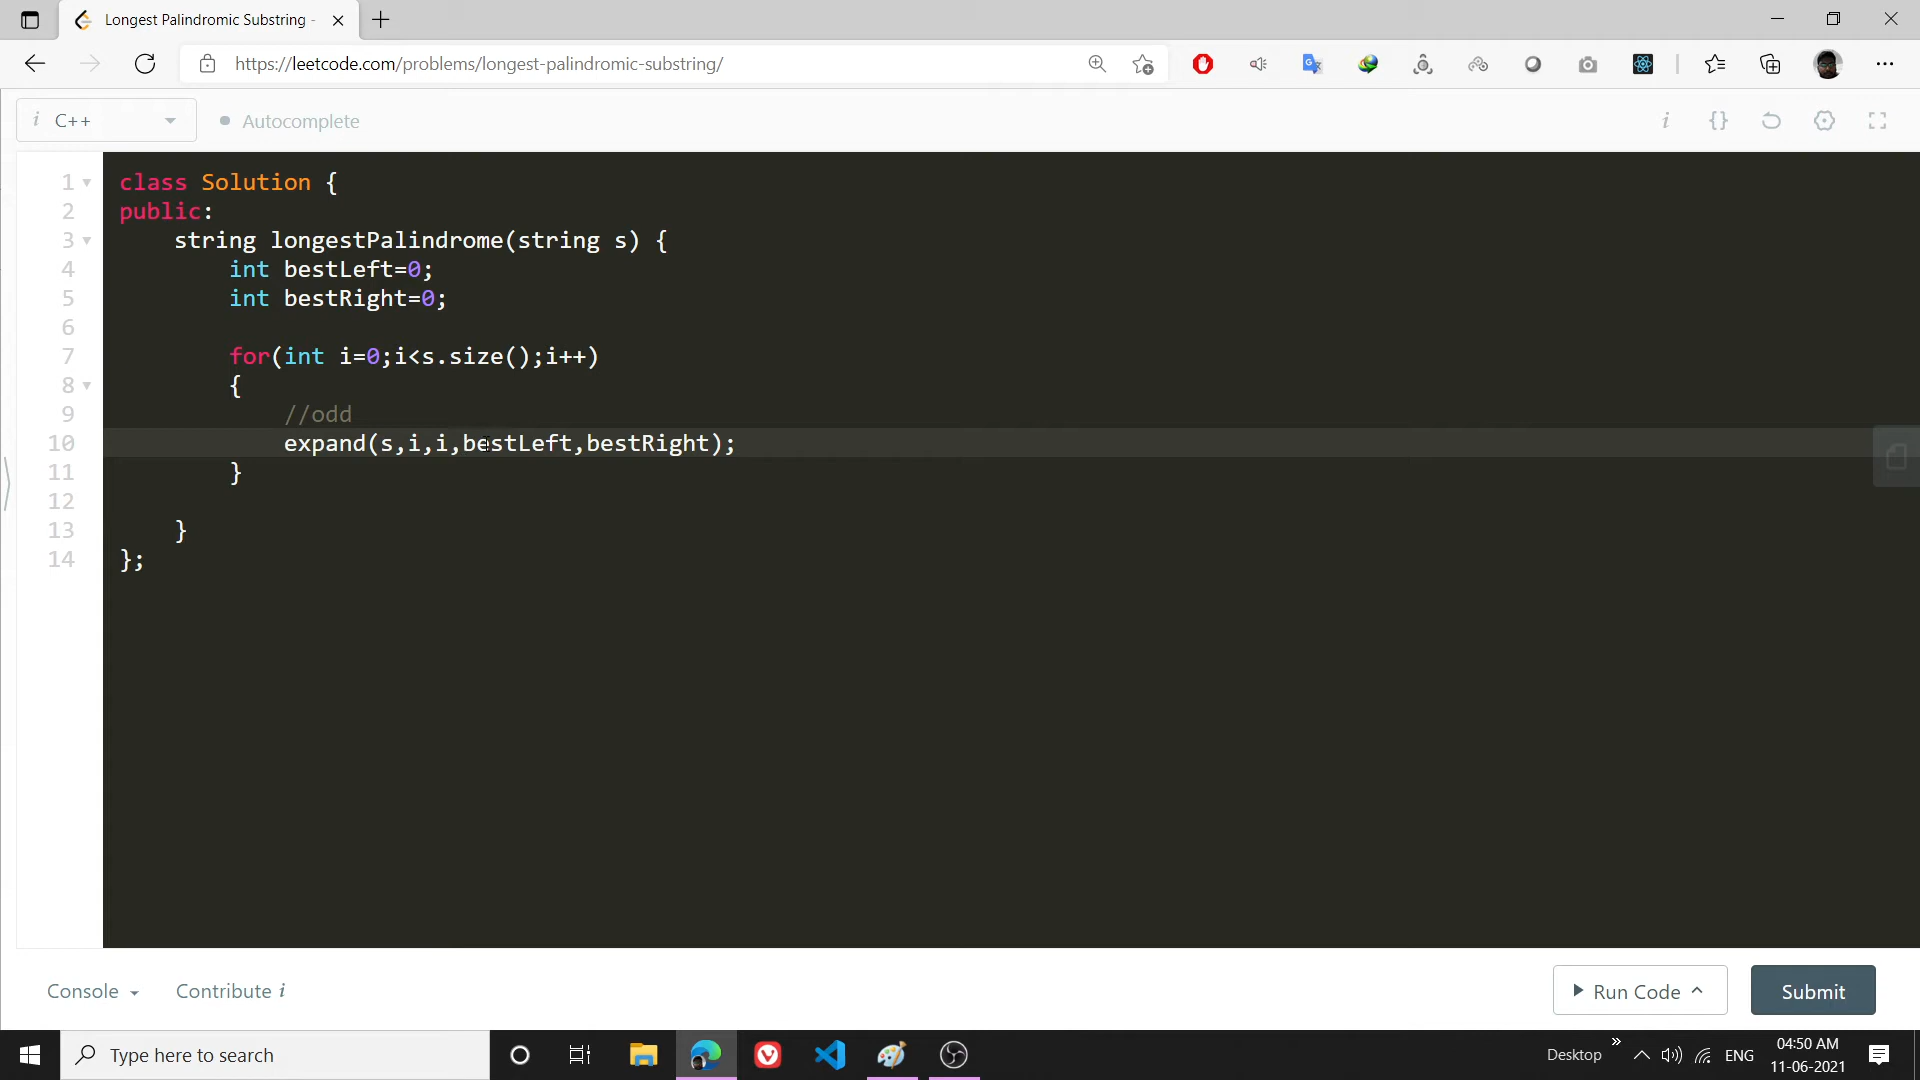 Longest Palindromic Substring -
https://leetcode.com/problems/longest-palindromic-substring/
i C++ Autocomplete i {}
1 class Solution {
2 public:
3 string longestPalindrome(string s) {
4 int bestLeft=0;
5 int bestRight=0;
6
7 for(int i=0;i<s.size();i++)
8 {
9 //odd
10 expand(s,i,i,bestLeft,bestRight);
11 }
12
13 }
14 };
Console Contribute i Run Code Submit
Type here to search Desktop » ENG 04:50 AM
11-06-2021